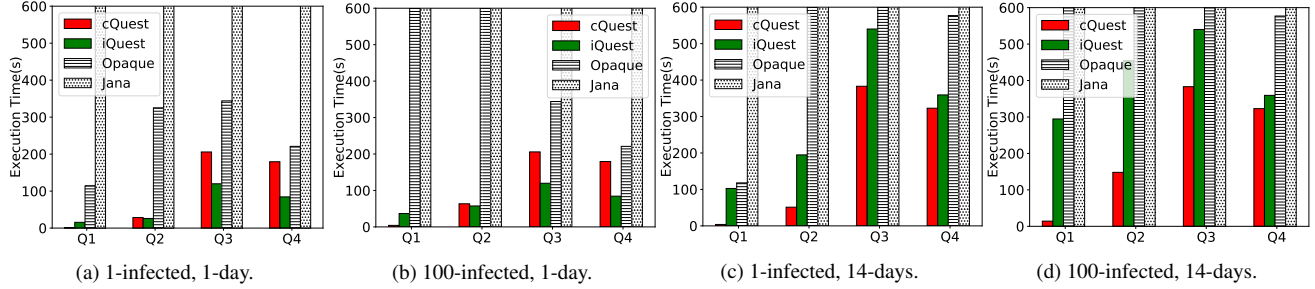 600
500
400
300
200
100
0
Execution Time(s)
cQuest
iQuest
Opaque
Jana
Q1 Q2 Q3 Q4
(a) 1-infected, 1-day.
600
500
400
300
200
100
0
Execution Time(s)
cQuest
iQuest
Opaque
Jana
Q1 Q2 Q3 Q4
(b) 100-infected, 1-day.
600
500
400
300
200
100
0
Execution Time(s)
cQuest
iQuest
Opaque
Jana
Q1 Q2 Q3 Q4
(c) 1-infected, 14-days.
600
500
400
300
200
100
0
Execution Time(s)
cQuest
iQuest
Opaque
Jana
Q1 Q2 Q3 Q4
(d) 100-infected, 14-days.